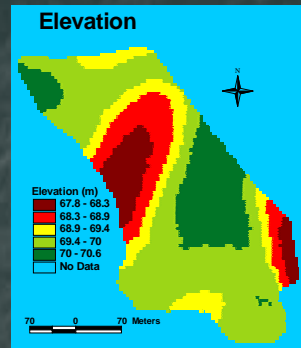 Elevation
N
Elevation (m)
67.8 - 68.3
68.3 - 68.9
68.9 - 69.4
69.4 - 70
70 - 70.6
No Data
70 0 70 Meters